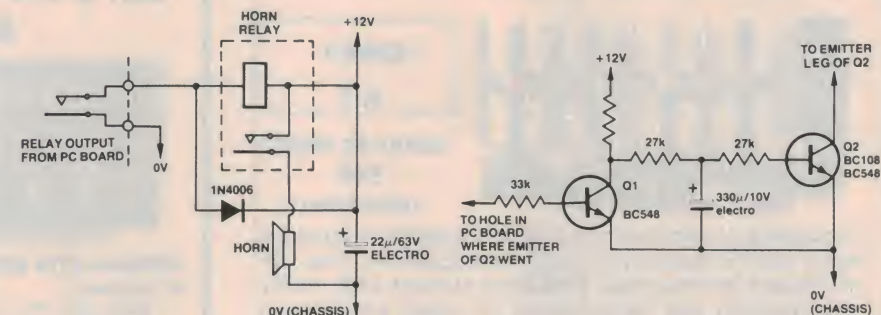 HORN
RELAY
+12V
RELAY OUTPUT
FROM PC BOARD
0V
1N4006
HORN
+
22µ/63V
ELECTRO
0V (CHASSIS)
+12V
TO EMITTER
LEG OF Q2
27k
27k
Q2
BC108
BC548
33k
Q1
BC548
+
330µ/10V
electro
TO HOLE IN
PC BOARD
WHERE EMITTER
OF Q2 WENT
0V
(CHASSIS)